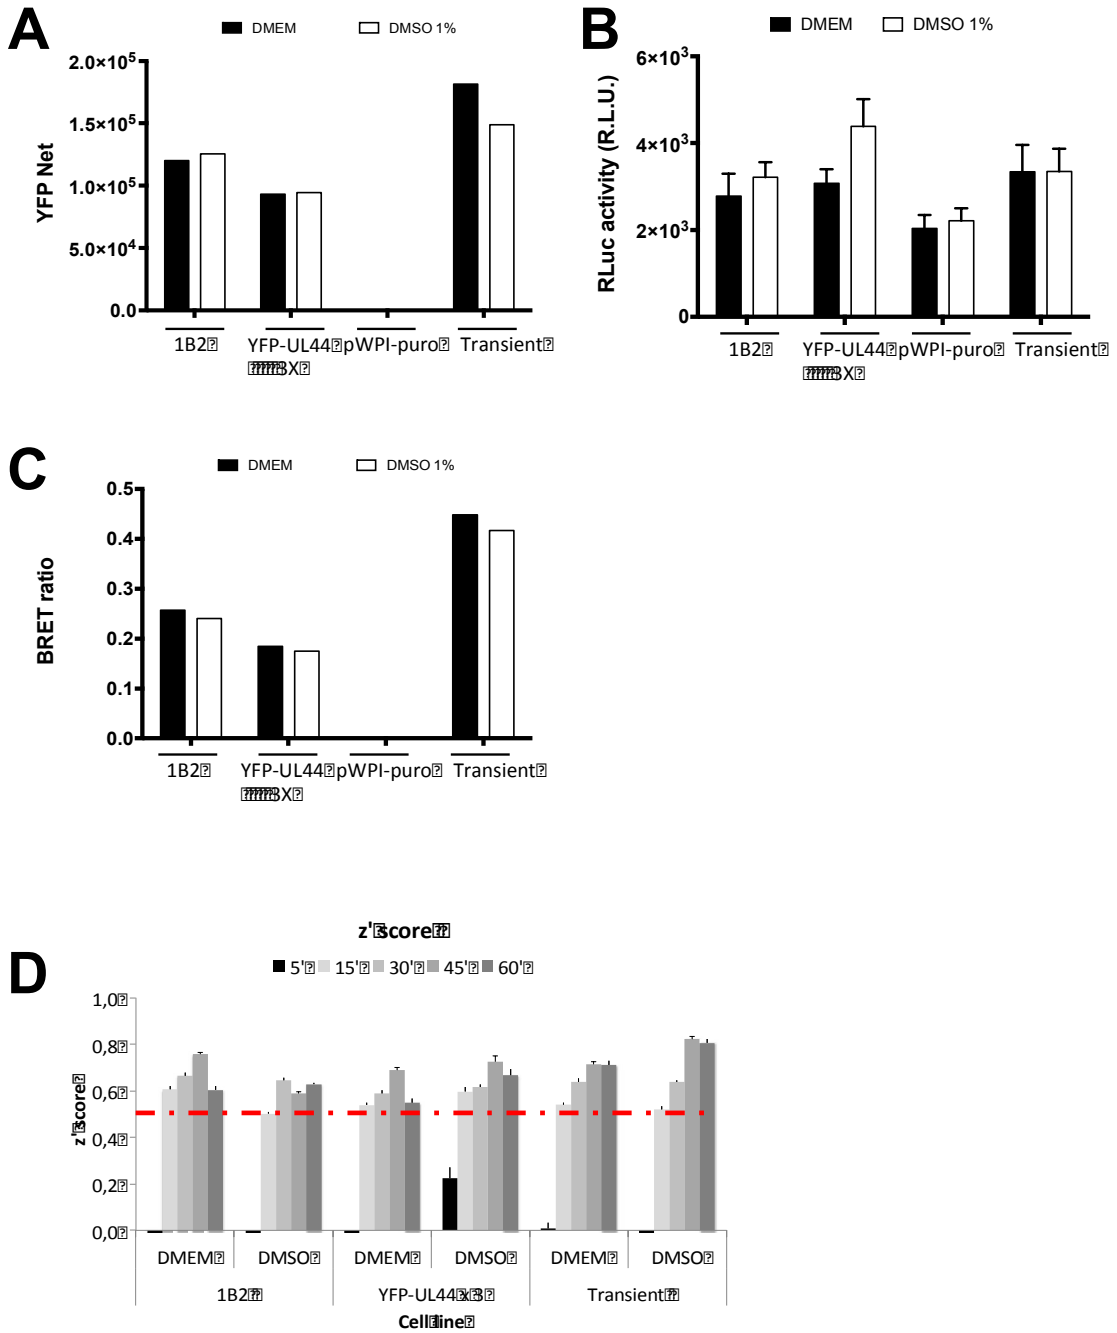 A
DMEM
DMSO 1%
YFP Net
2.0×10⁵
1.5×10⁵
1.0×10⁵
5.0×10⁴
0.0
1B2
YFP-UL44
3X
pWPI-puro
Transient
B
DMEM
DMSO 1%
RLuc activity (R.L.U.)
6×10³
4×10³
2×10³
0
1B2
YFP-UL44
3X
pWPI-puro
Transient
C
DMEM
DMSO 1%
BRET ratio
0.5
0.4
0.3
0.2
0.1
0.0
1B2
YFP-UL44
3X
pWPI-puro
Transient
D
z' score
5' 15' 30' 45' 60'
z' score
1,0
0,8
0,6
0,4
0,2
0,0
DMEM DMSO DMEM DMSO DMEM DMSO
1B2 YFP-UL44 x 3 Transient
Cell line